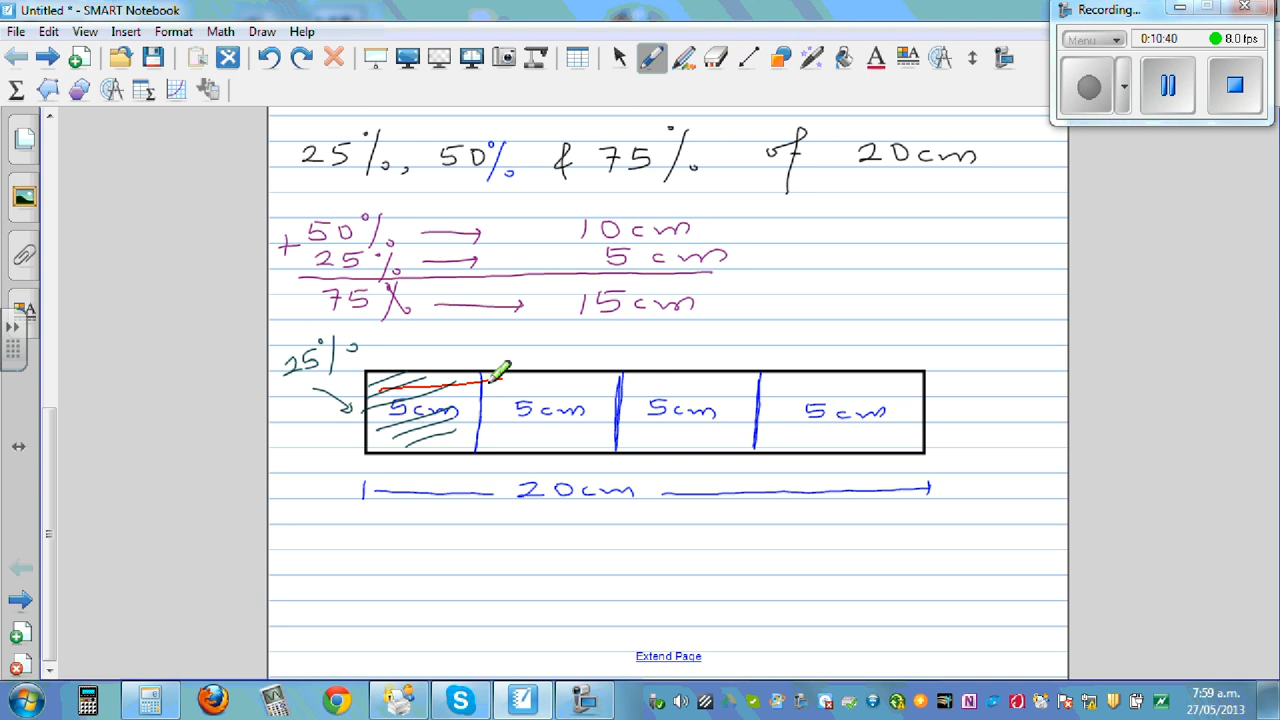 Untitled * - SMART Notebook
Recording...
File Edit View Insert Format Math Draw Help
Menu
0:10:40
8.0 fps
25%, 50% & 75% of 20cm
+50% → 10cm
25% → 5cm
75% → 15cm
25%
5cm 5cm 5cm 5cm
20cm
Extend Page
7:59 a.m.
27/05/2013